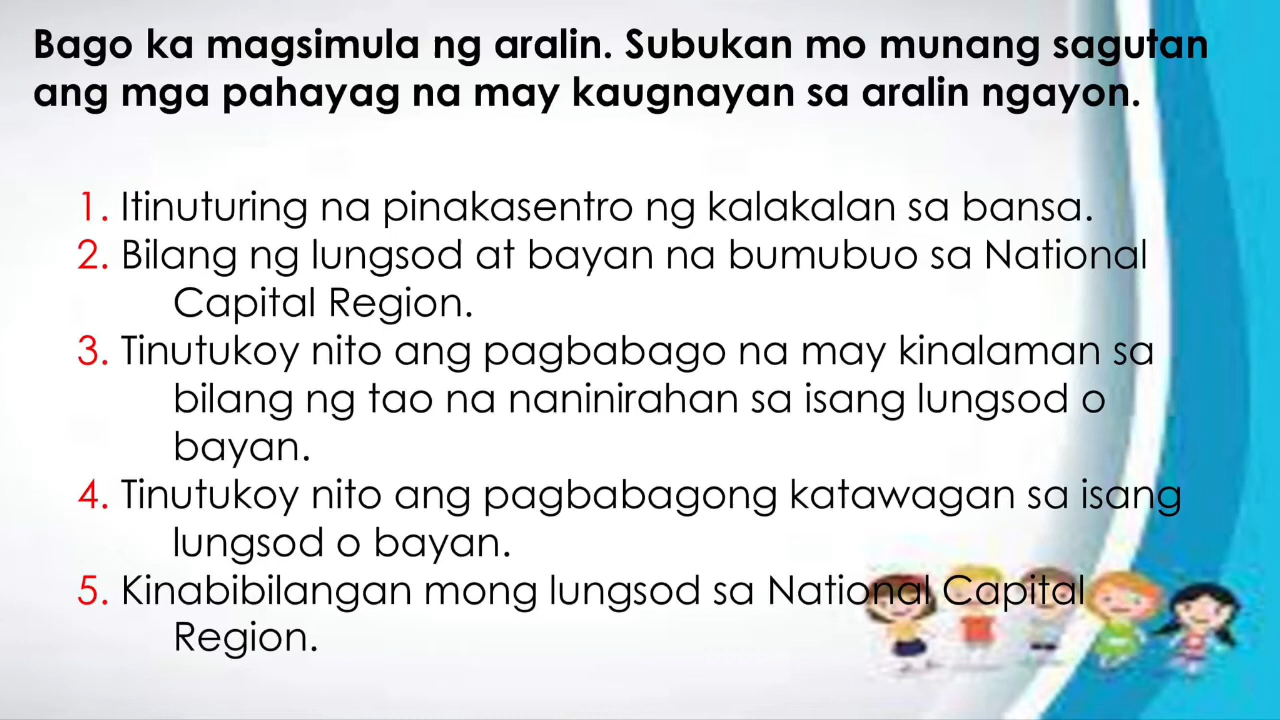 Bago ka magsimula ng aralin. Subukan mo munang sagutan
ang mga pahayag na may kaugnayan sa aralin ngayon.
1. Itinuturing na pinakasentro ng kalakalan sa bansa.
2. Bilang ng lungsod at bayan na bumubuo sa National
Capital Region.
3. Tinutukoy nito ang pagbabago na may kinalaman sa
bilang ng tao na naninirahan sa isang lungsod o
bayan.
4. Tinutukoy nito ang pagbabagong katawagan sa isang
lungsod o bayan.
5. Kinabibilangan mong lungsod sa National Capital
Region.